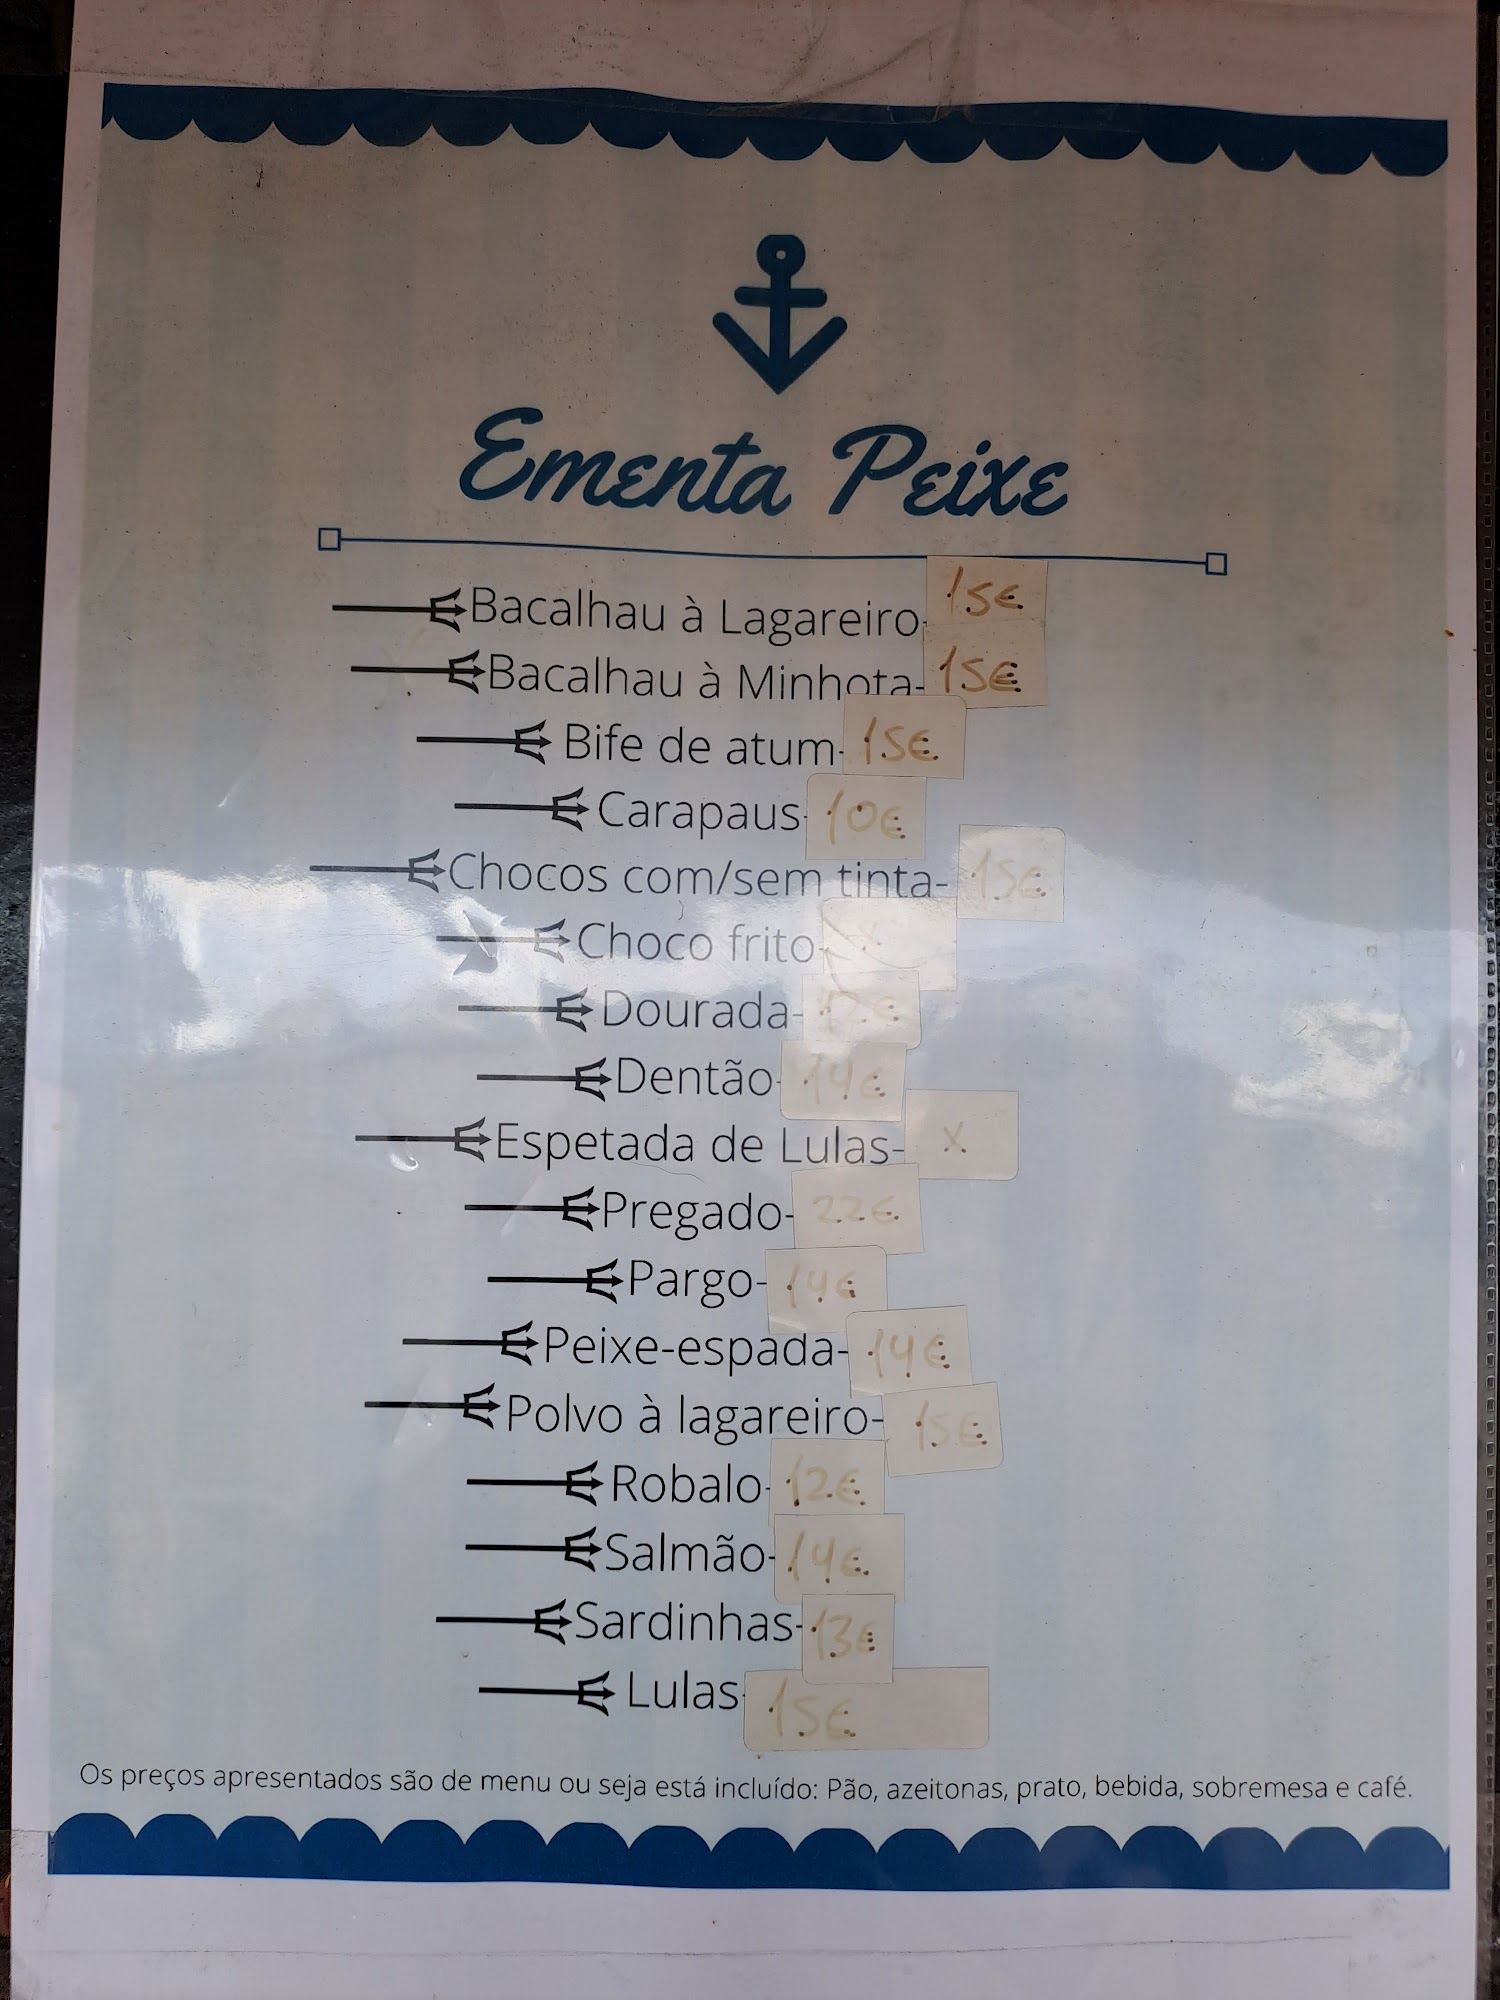 Ementa Peixe
Bacalhau à Lagareiro- 15€
Bacalhau à Minhota- 15€
Bife de atum- 15€
Carapaus- 10€
Chocos com/sem tinta- 15€
Choco frito- X
Dourada-
Dentão- 14€
Espetada de Lulas- X
Pregado- 22€
Pargo- 14€
Peixe-espada- 14€
Polvo à lagareiro- 15€
Robalo- 12€
Salmão- 14€
Sardinhas- 13€
Lulas- 15€
Os preços apresentados são de menu ou seja está incluído: Pão, azeitonas, prato, bebida, sobremesa e café.